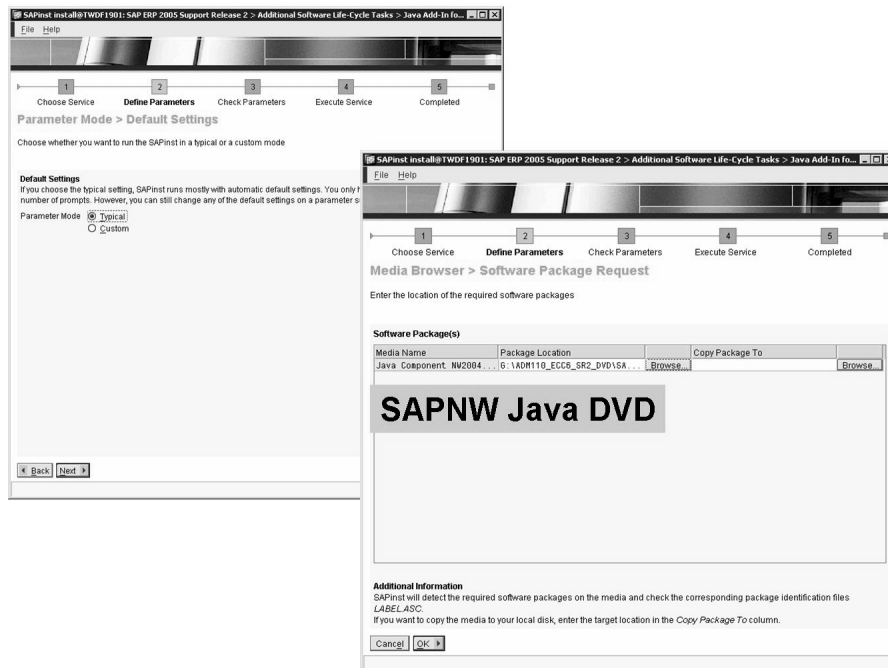 SAPinst install@TWDF1901: SAP ERP 2005 Support Release 2 > Additional Software Life-Cycle Tasks > Java Add-In fo...
File Help
1 2 3 4 5
Choose Service Define Parameters Check Parameters Execute Service Completed
Parameter Mode > Default Settings
Choose whether you want to run the SAPinst in a typical or a custom mode
Default Settings
If you choose the typical setting, SAPinst runs mostly with automatic default settings. You only
number of prompts. However, you can still change any of the default settings on a parameter
Parameter Mode Typical
Custom
Back Next
SAPinst install@TWDF1901: SAP ERP 2005 Support Release 2 > Additional Software Life-Cycle Tasks > Java Add-In fo...
File Help
1 2 3 4 5
Choose Service Define Parameters Check Parameters Execute Service Completed
Media Browser > Software Package Request
Enter the location of the required software packages
Software Package(s)
Media Name Package Location Copy Package To
Java Component NW2004... G:\ADM110_ECC6_SR2_DVD\SA... Browse... Browse...
SAPNW Java DVD
Additional Information
SAPinst will detect the required software packages on the media and check the corresponding package identification files
LABEL.ASC.
If you want to copy the media to your local disk, enter the target location in the Copy Package To column.
Cancel OK